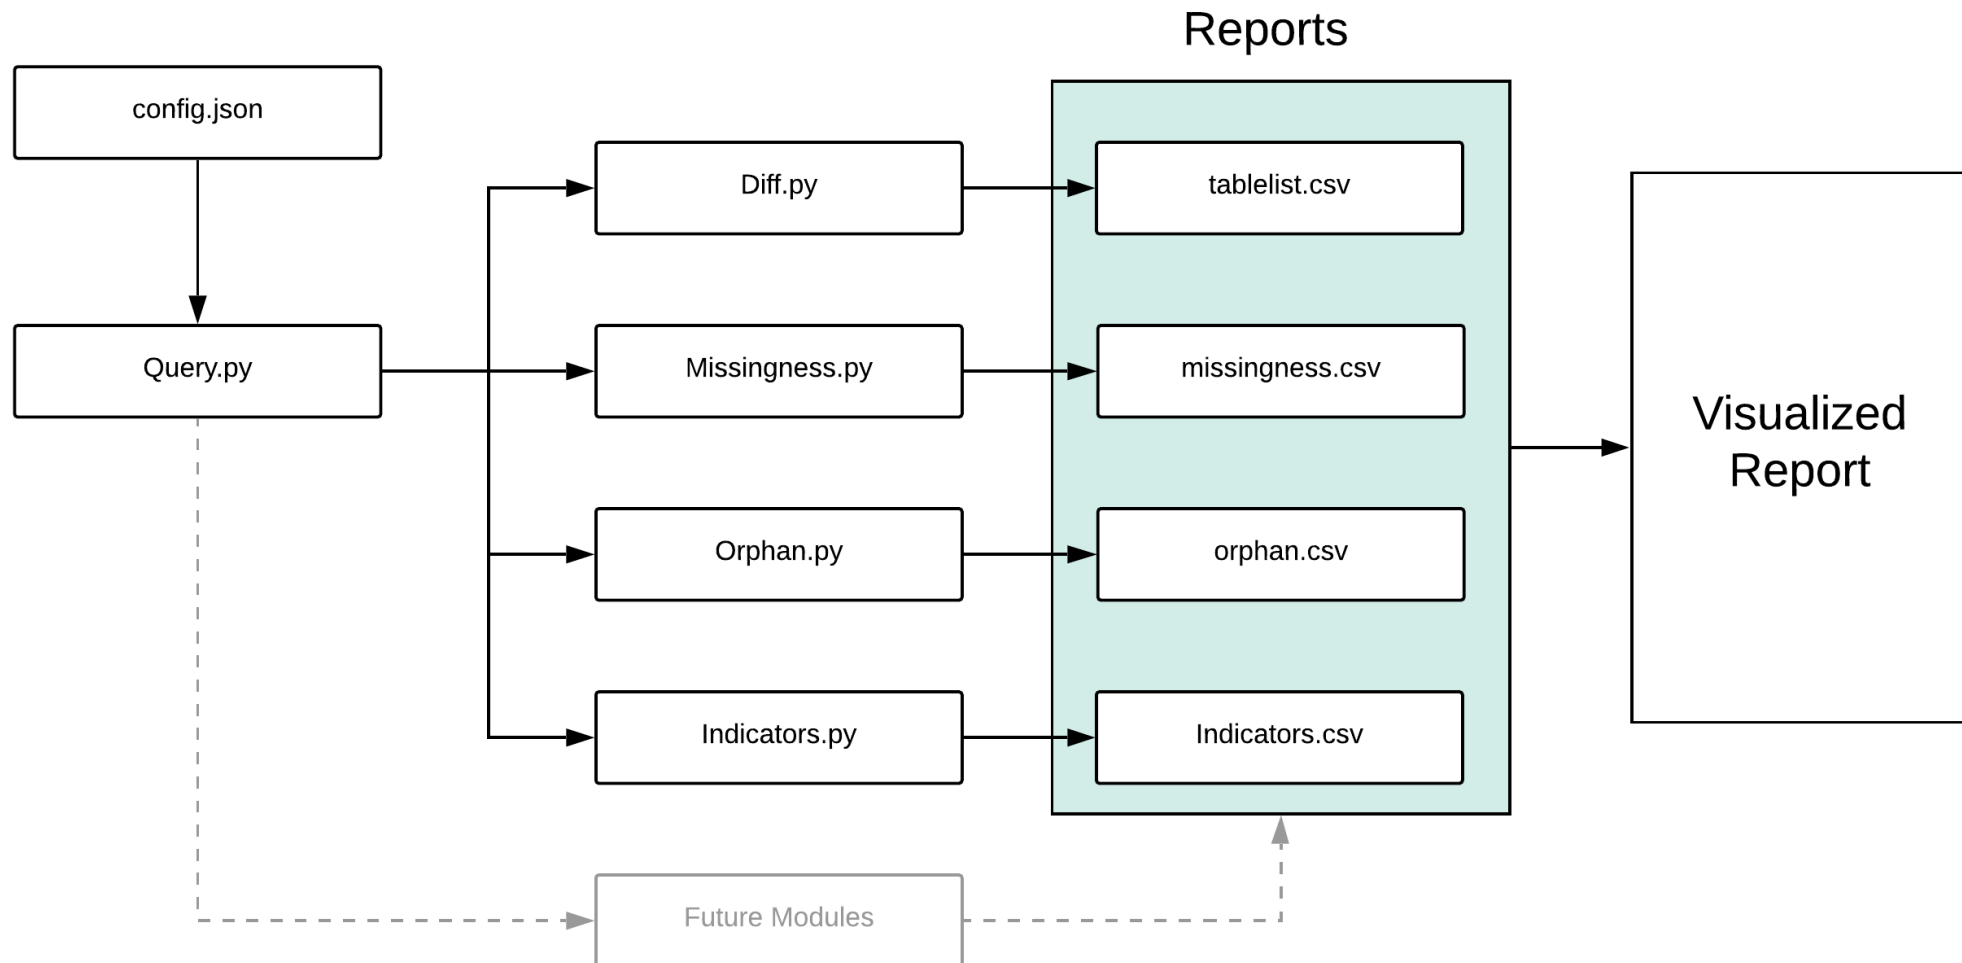 Reports
config.json
Diff.py
tablelist.csv
Query.py
Missingness.py
missingness.csv
Visualized
Report
Orphan.py
orphan.csv
Indicators.py
Indicators.csv
Future Modules